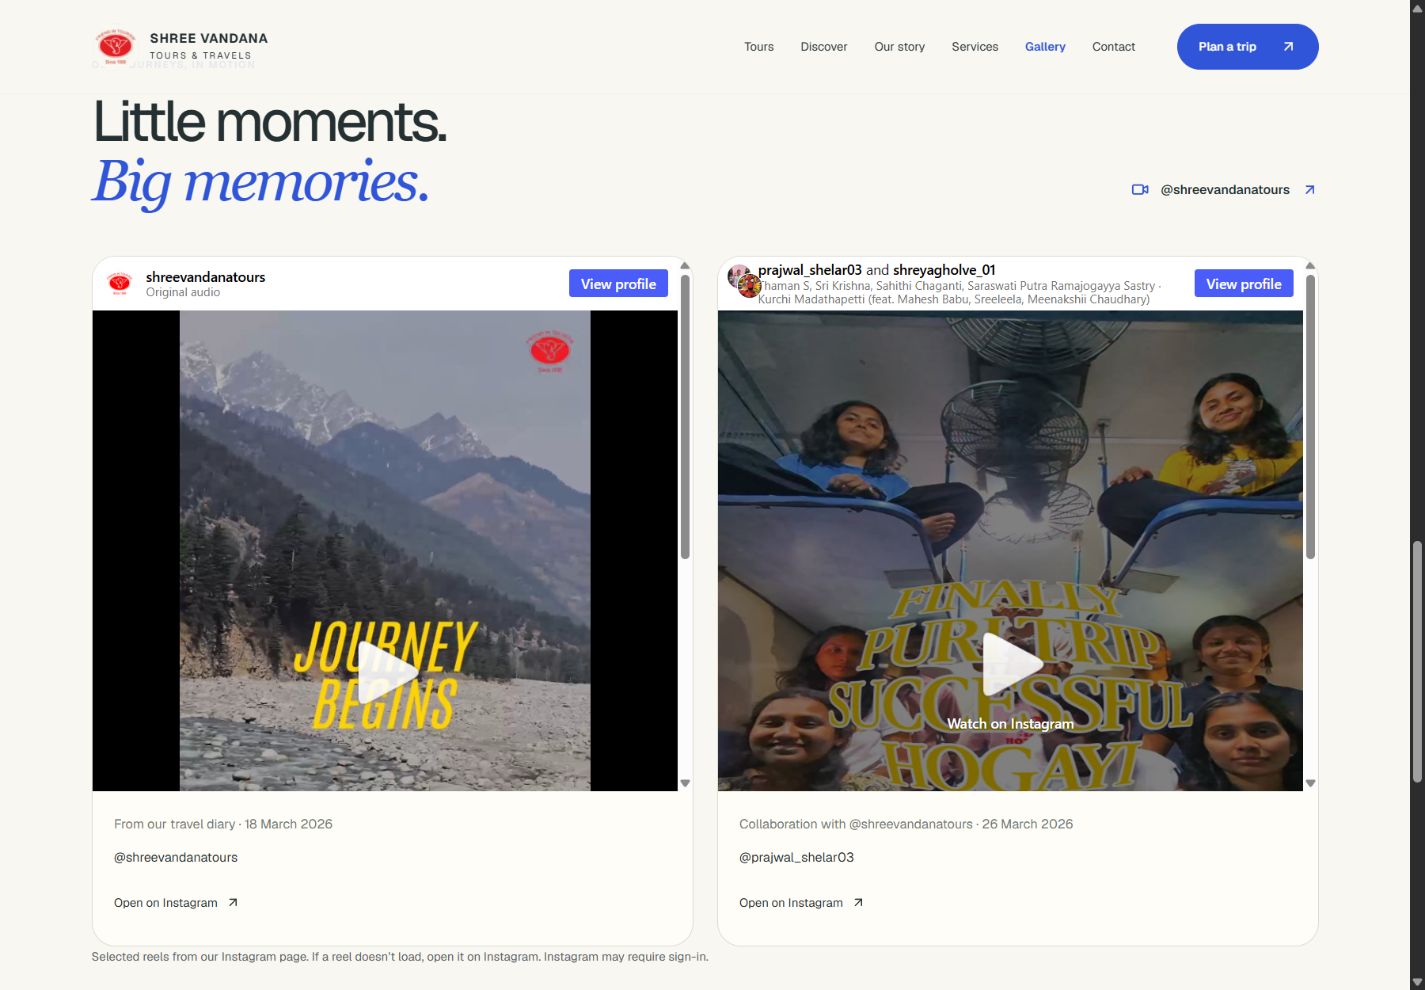 SHREE VANDANA
TOURS & TRAVELS
Tours
Discover
Our story
Services
Gallery
Contact
Plan a trip
JOURNEYS, IN MOTION
Little moments.
Big memories.
@shreevandanatours
shreevandanatours
Original audio
View profile
JOURNEY
BEGINS
From our travel diary · 18 March 2026
@shreevandanatours
Open on Instagram
prajwal_shelar03 and shreyagholve_01
Thaman S, Sri Krishna, Sahithi Chaganti, Saraswati Putra Ramajogayya Sastry ·
Kurchi Madathapetti (feat. Mahesh Babu, Sreeleela, Meenakshii Chaudhary)
View profile
FINALLY
PURI TRIP
SUCCESSFUL
Watch on Instagram
HOGAYI
Collaboration with @shreevandanatours · 26 March 2026
@prajwal_shelar03
Open on Instagram
Selected reels from our Instagram page. If a reel doesn't load, open it on Instagram. Instagram may require sign-in.